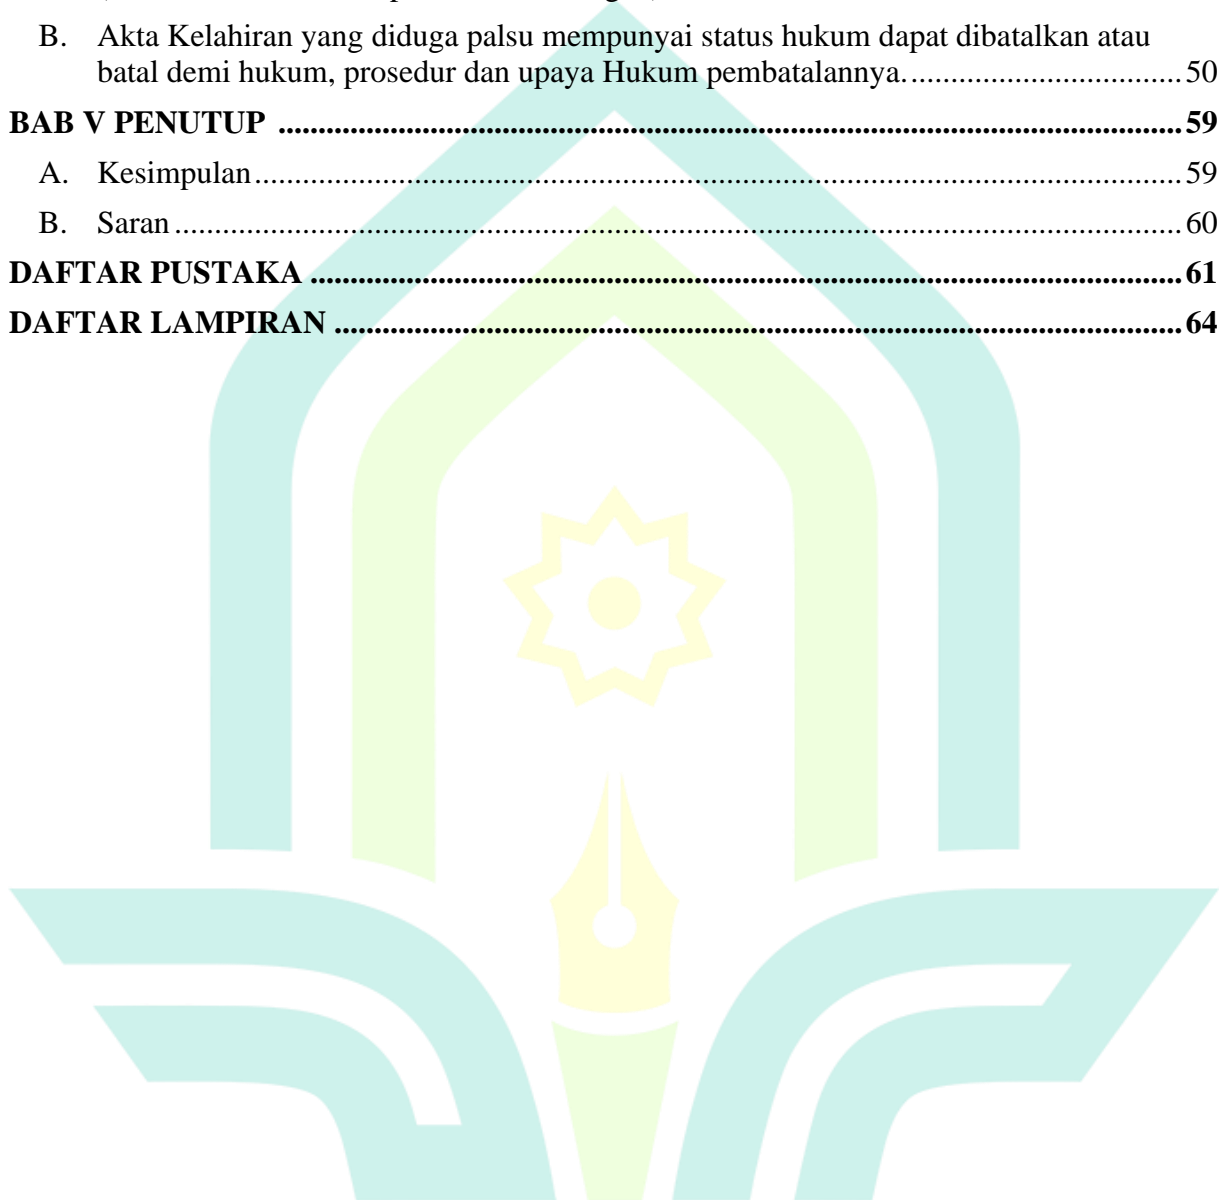 B. Akta Kelahiran yang diduga palsu mempunyai status hukum dapat dibatalkan atau
batal demi hukum, prosedur dan upaya Hukum pembatalannya. .................................. 50
BAB V PENUTUP .................................................................................................................. 59
A. Kesimpulan ..................................................................................................................... 59
B. Saran ............................................................................................................................... 60
DAFTAR PUSTAKA .............................................................................................................. 61
DAFTAR LAMPIRAN ........................................................................................................... 64